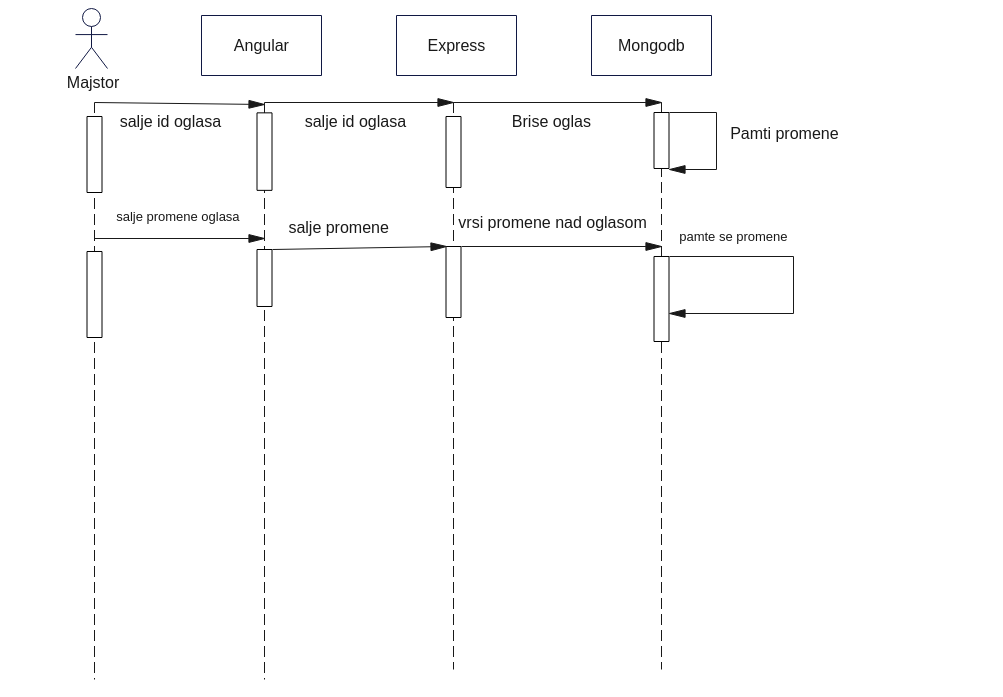 Majstor
Angular
Express
Mongodb
salje id oglasa
salje id oglasa
Brise oglas
Pamti promene
salje promene oglasa
salje promene
vrsi promene nad oglasom
pamte se promene